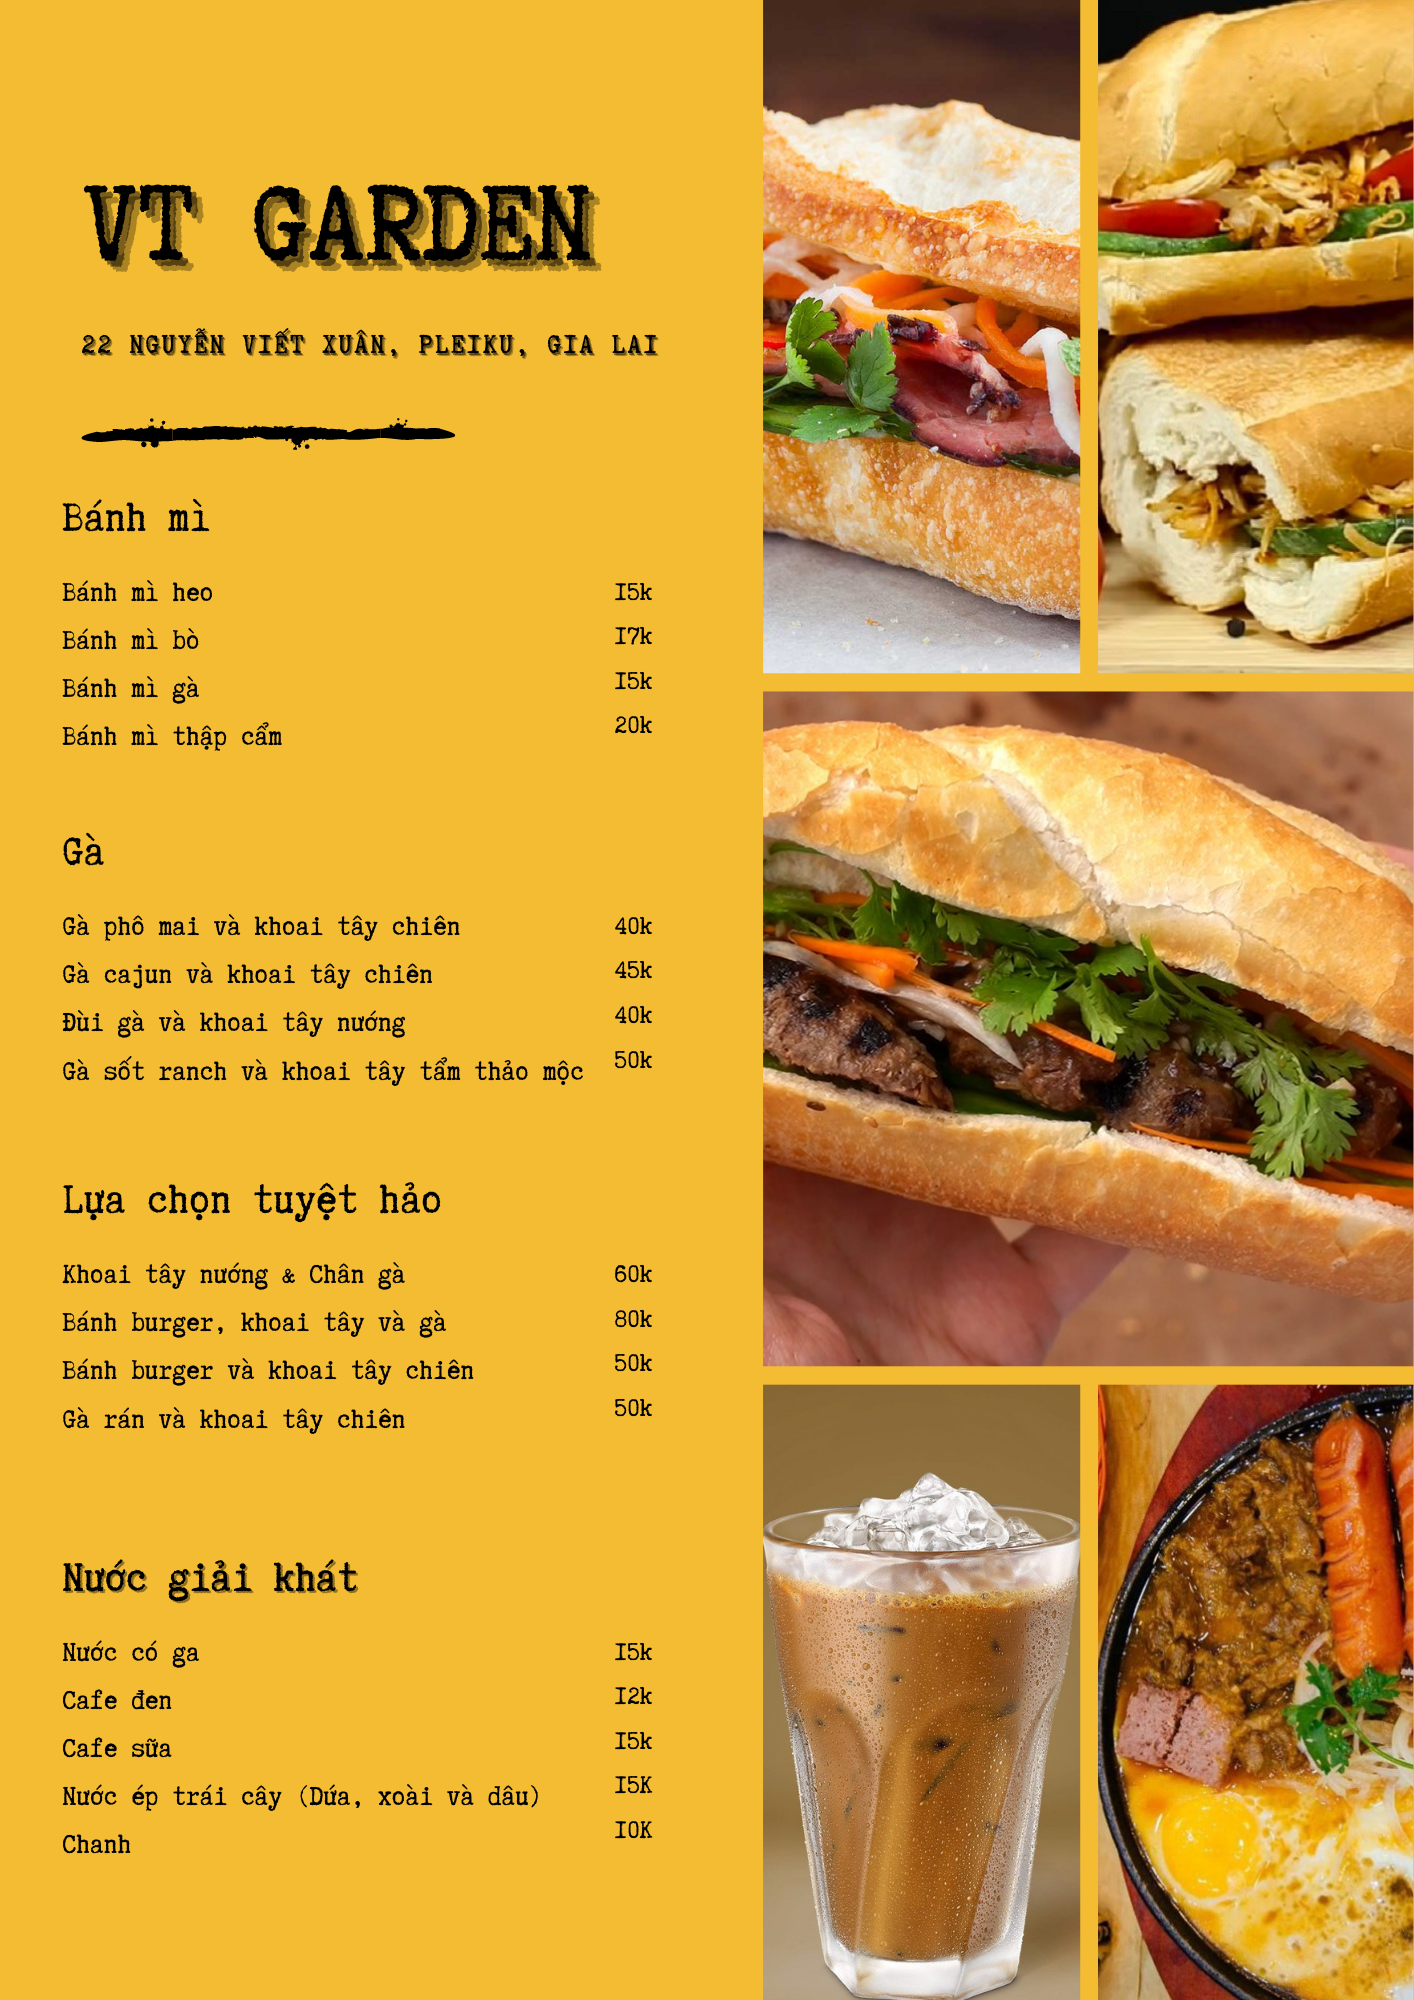 VT GARDEN
22 NGUYỄN VIẾT XUÂN, PLEIKU, GIA LAI
Bánh mì
Bánh mì heo 15k
Bánh mì bò 17k
Bánh mì gà 15k
Bánh mì thập cẩm 20k
Gà
Gà phô mai và khoai tây chiên 40k
Gà cajun và khoai tây chiên 45k
Đùi gà và khoai tây nướng 40k
Gà sốt ranch và khoai tây tẩm thảo mộc 50k
Lựa chọn tuyệt hảo
Khoai tây nướng & Chân gà 60k
Bánh burger, khoai tây và gà 80k
Bánh burger và khoai tây chiên 50k
Gà rán và khoai tây chiên 50k
Nước giải khát
Nước có ga 15k
Cafe đen 12k
Cafe sữa 15k
Nước ép trái cây (Dứa, xoài và dâu) 15K
Chanh 10K